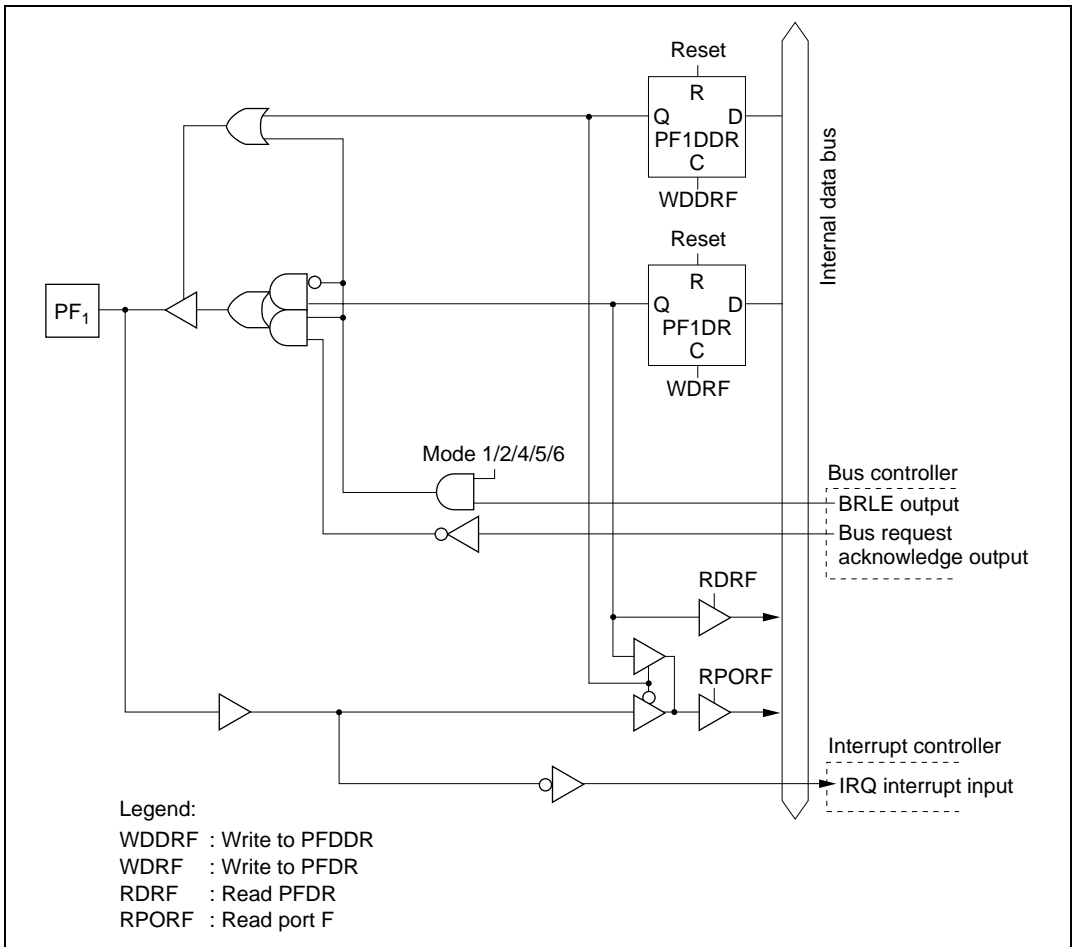 Reset
R
Q D
PF1DDR
C
WDDRF
Reset
R
Q D
PF1DR
C
WDRF
Internal data bus
PF1
Mode 1/2/4/5/6
Bus controller
BRLE output
Bus request
acknowledge output
RDRF
RPORF
Interrupt controller
IRQ interrupt input
Legend:
WDDRF : Write to PFDDR
WDRF : Write to PFDR
RDRF : Read PFDR
RPORF : Read port F